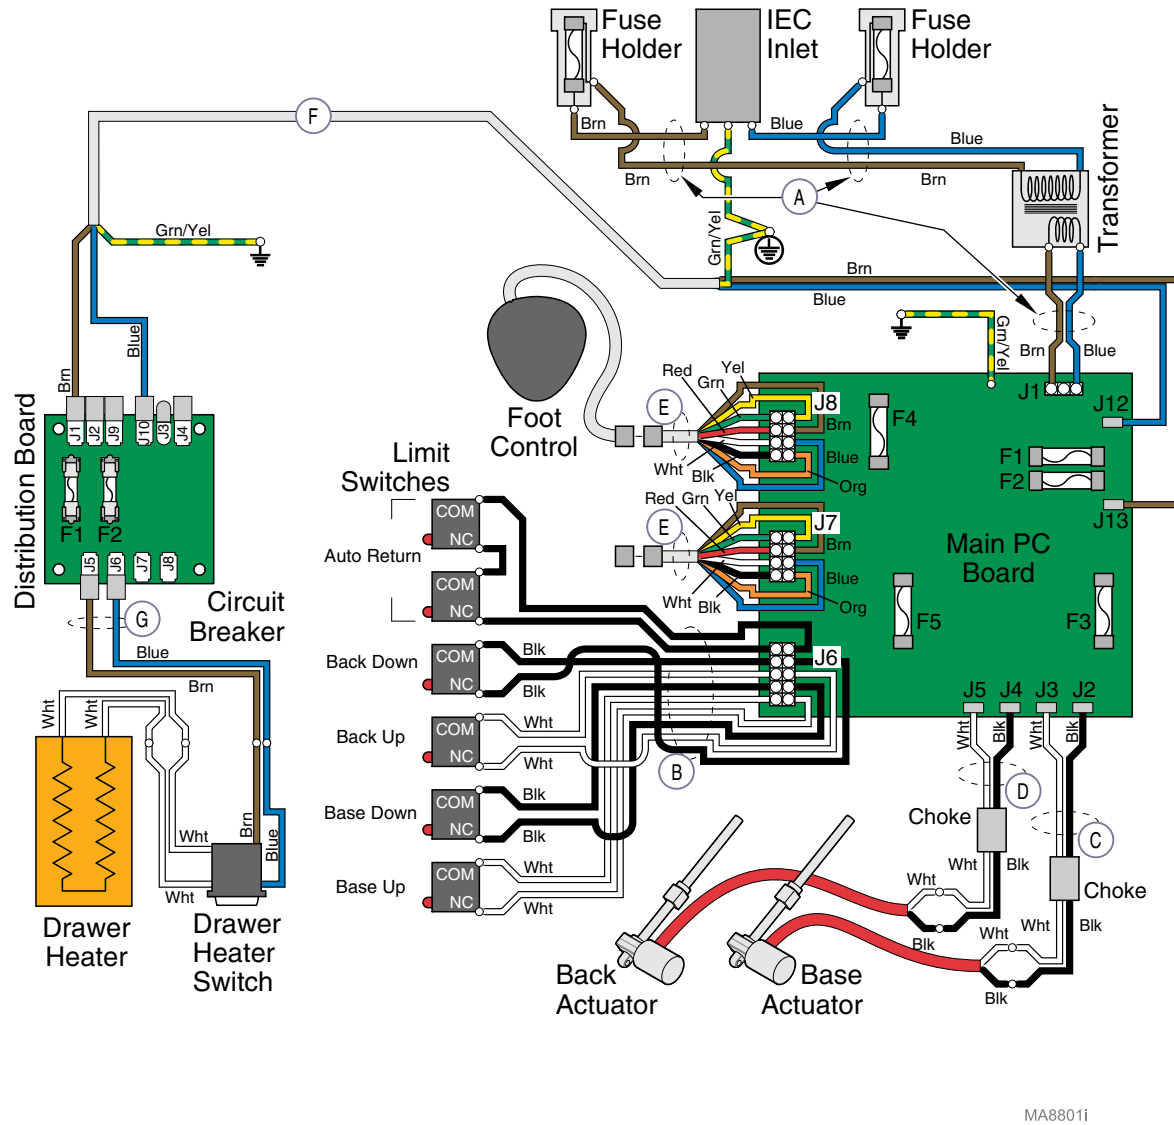 Fuse
Holder
IEC
Inlet
Fuse
Holder
F
Brn
Blue
Blue
Brn
Brn
A
Transformer
Grn/Yel
Grn/Yel
Brn
Blue
Grn/Yel
Brn
Blue
Blue
Brn
Distribution Board
J1
J2
J9
J10
J3
J4
F1
F2
J5
J6
J7
J8
G
Blue
Brn
Circuit
Breaker
Foot
Control
Limit
Switches
E
Red
Grn
Yel
Wht
Blk
J8
Brn
Blue
Org
E
Red
Grn
Yel
Wht
Blk
J7
Brn
Blue
Org
J1
J12
F4
F1
F2
J13
Main PC
Board
F5
F3
J6
J5
J4
J3
J2
COM
NC
Auto Return
COM
NC
Back Down
COM
NC
Blk
Blk
Back Up
COM
NC
Wht
Wht
B
Base Down
COM
NC
Blk
Blk
Base Up
COM
NC
Wht
Wht
Wht
Blk
Wht
Blk
D
C
Choke
Wht
Blk
Choke
Wht
Blk
Wht
Blk
Wht
Blk
Wht
Wht
Brn
Blue
Wht
Wht
Drawer
Heater
Drawer
Heater
Switch
Back
Actuator
Base
Actuator
MA8801i